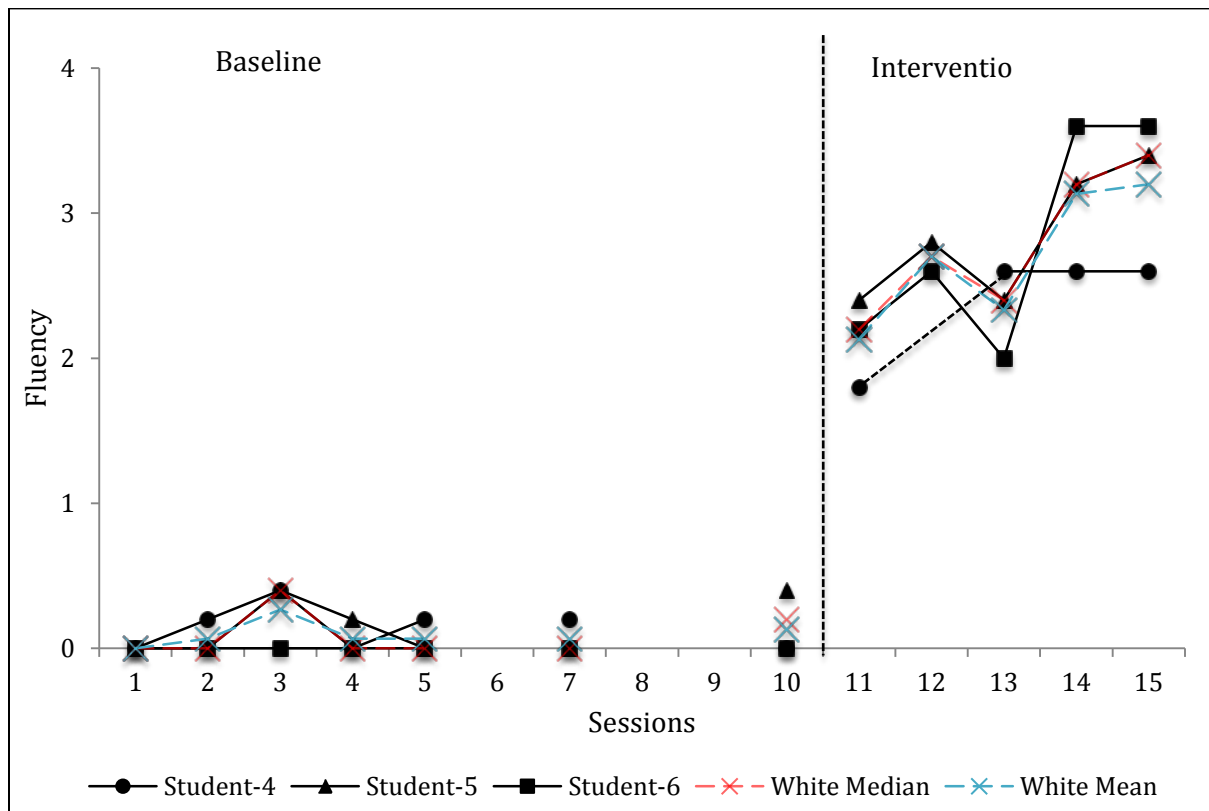 Baseline
Interventio
4
3
2
1
0
Fluency
1 2 3 4 5 6 7 8 9 10 11 12 13 14 15
Sessions
Student-4 Student-5 Student-6 White Median White Mean